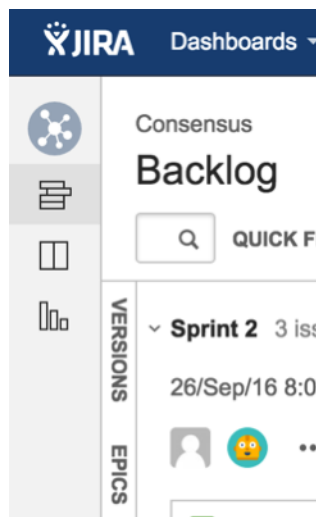 JIRA Dashboards
Consensus
Backlog
QUICK F
VERSIONS
Sprint 2 3 iss
26/Sep/16 8:0
EPICS